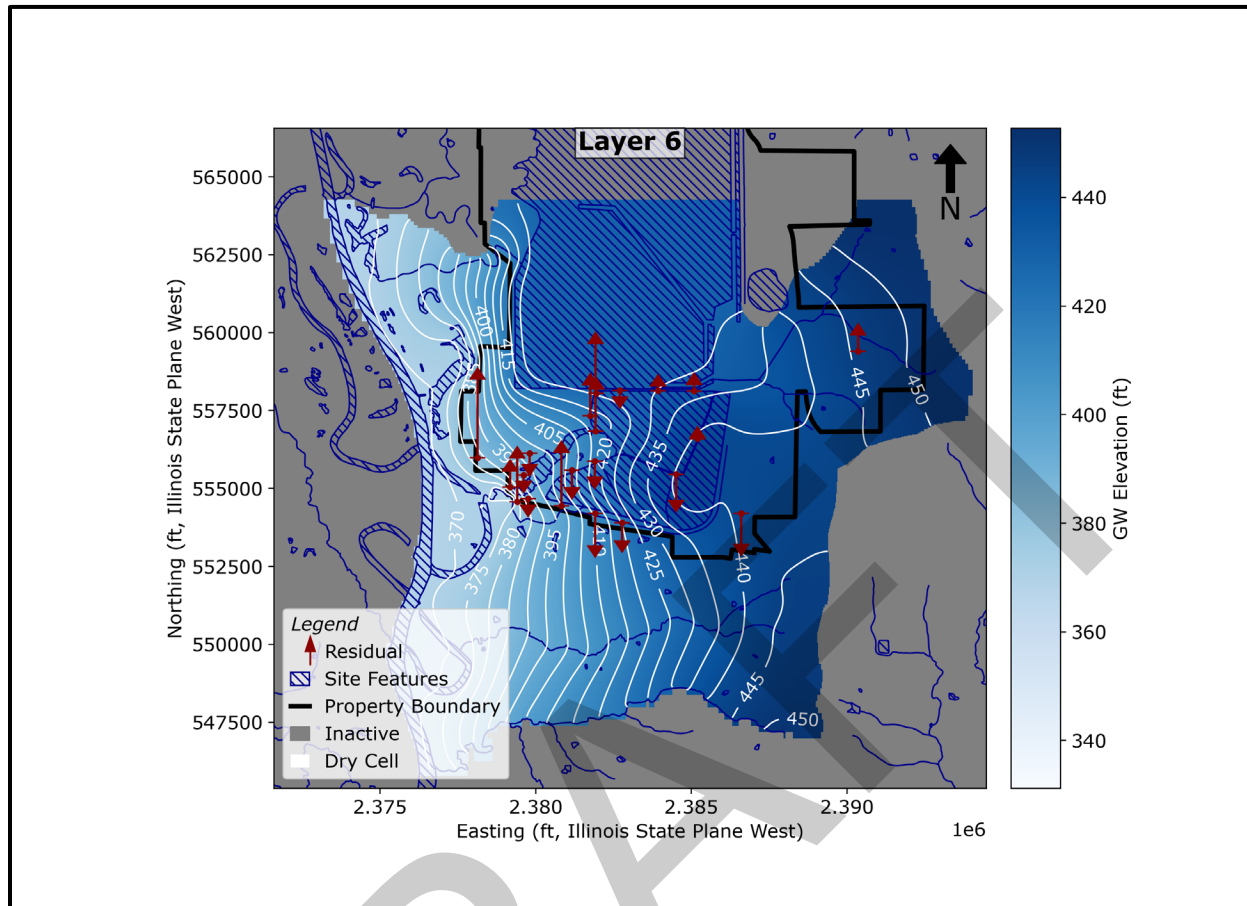 Layer 6
N
565000
562500
560000
557500
555000
552500
550000
547500
Northing (ft, Illinois State Plane West)
2.375
2.380
2.385
2.390
1e6
Easting (ft, Illinois State Plane West)
400
415
405
420
435
445
450
370
380
375
395
430
425
440
445
450
Legend
Residual
Site Features
Property Boundary
Inactive
Dry Cell
440
420
400
380
360
340
GW Elevation (ft)
DRAFT